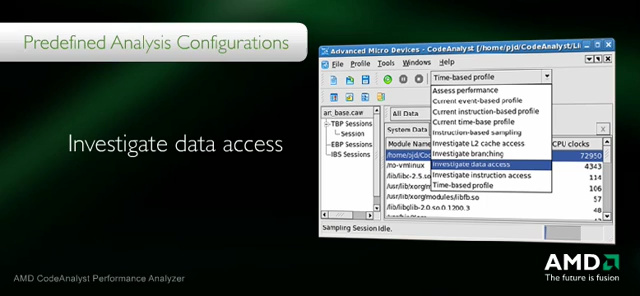 Predefined Analysis Configurations
Investigate data access
Advanced Micro Devices - CodeAnalyst [/home/pjd/CodeAnalyst/Li
File Profile Tools Windows Help
Time-based profile
Assess performance
Current event-based profile
Current instruction-based profile
Current time-base profile
Instruction-based sampling
Investigate L2 cache access
Investigate branching
Investigate data access
Investigate instruction access
Time-based profile
art_base.caw
TBP Sessions
Session
EBP Sessions
IBS Sessions
All Data
System Data
Module Name
CPU clocks
/home/pjd/Co 72950
/no-vmlinux 4343
/lib/libc-2.5.so 114
/usr/lib/xorg 106
/usr/lib/xorg/modules/libfb.so 57
/usr/lib/libglib-2.0.so.0.1200.3 48
Sampling Session Idle.
AMD CodeAnalyst Performance Analyzer
AMD
The future is fusion